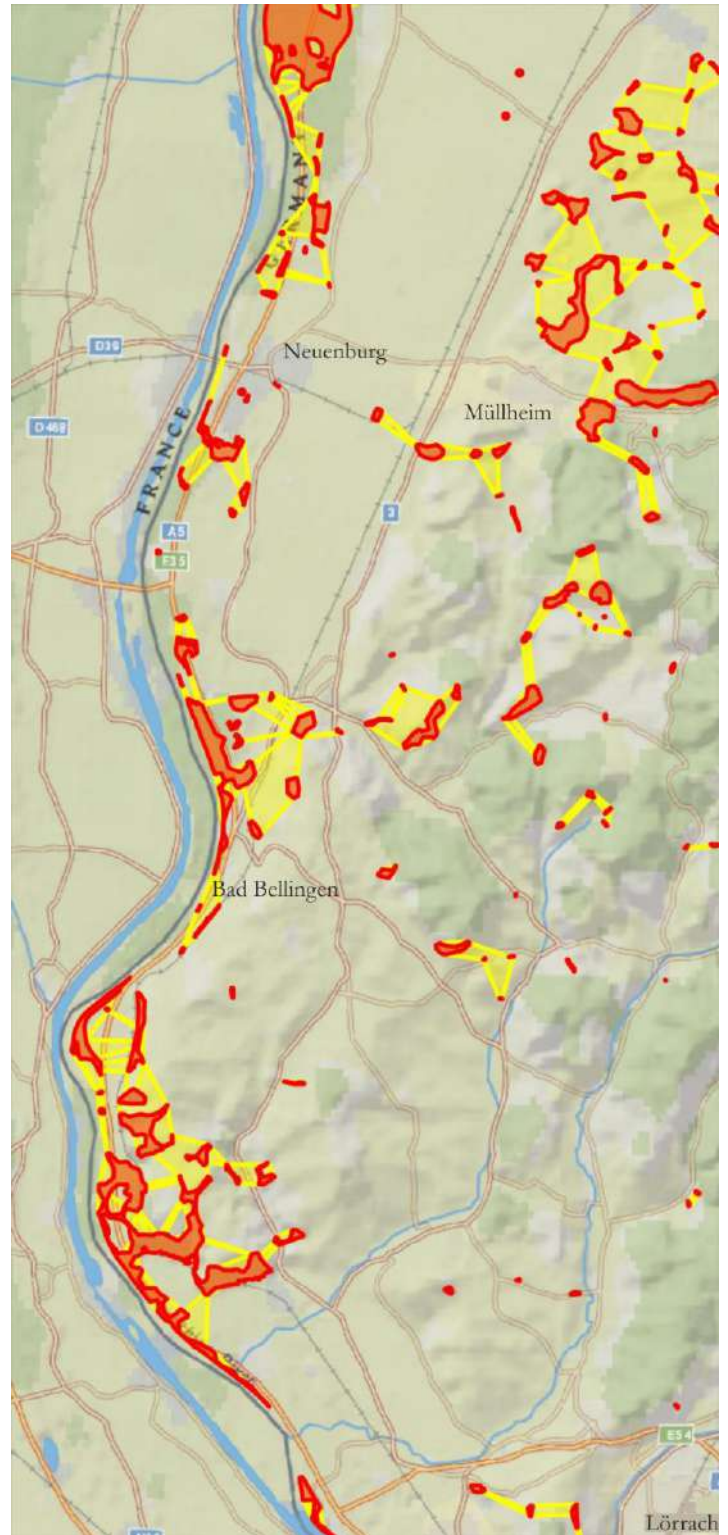 GERMANY
Neuenburg
D39
Müllheim
D468
FRANCE
3
A5
E35
Bad Bellingen
E54
Lörrach